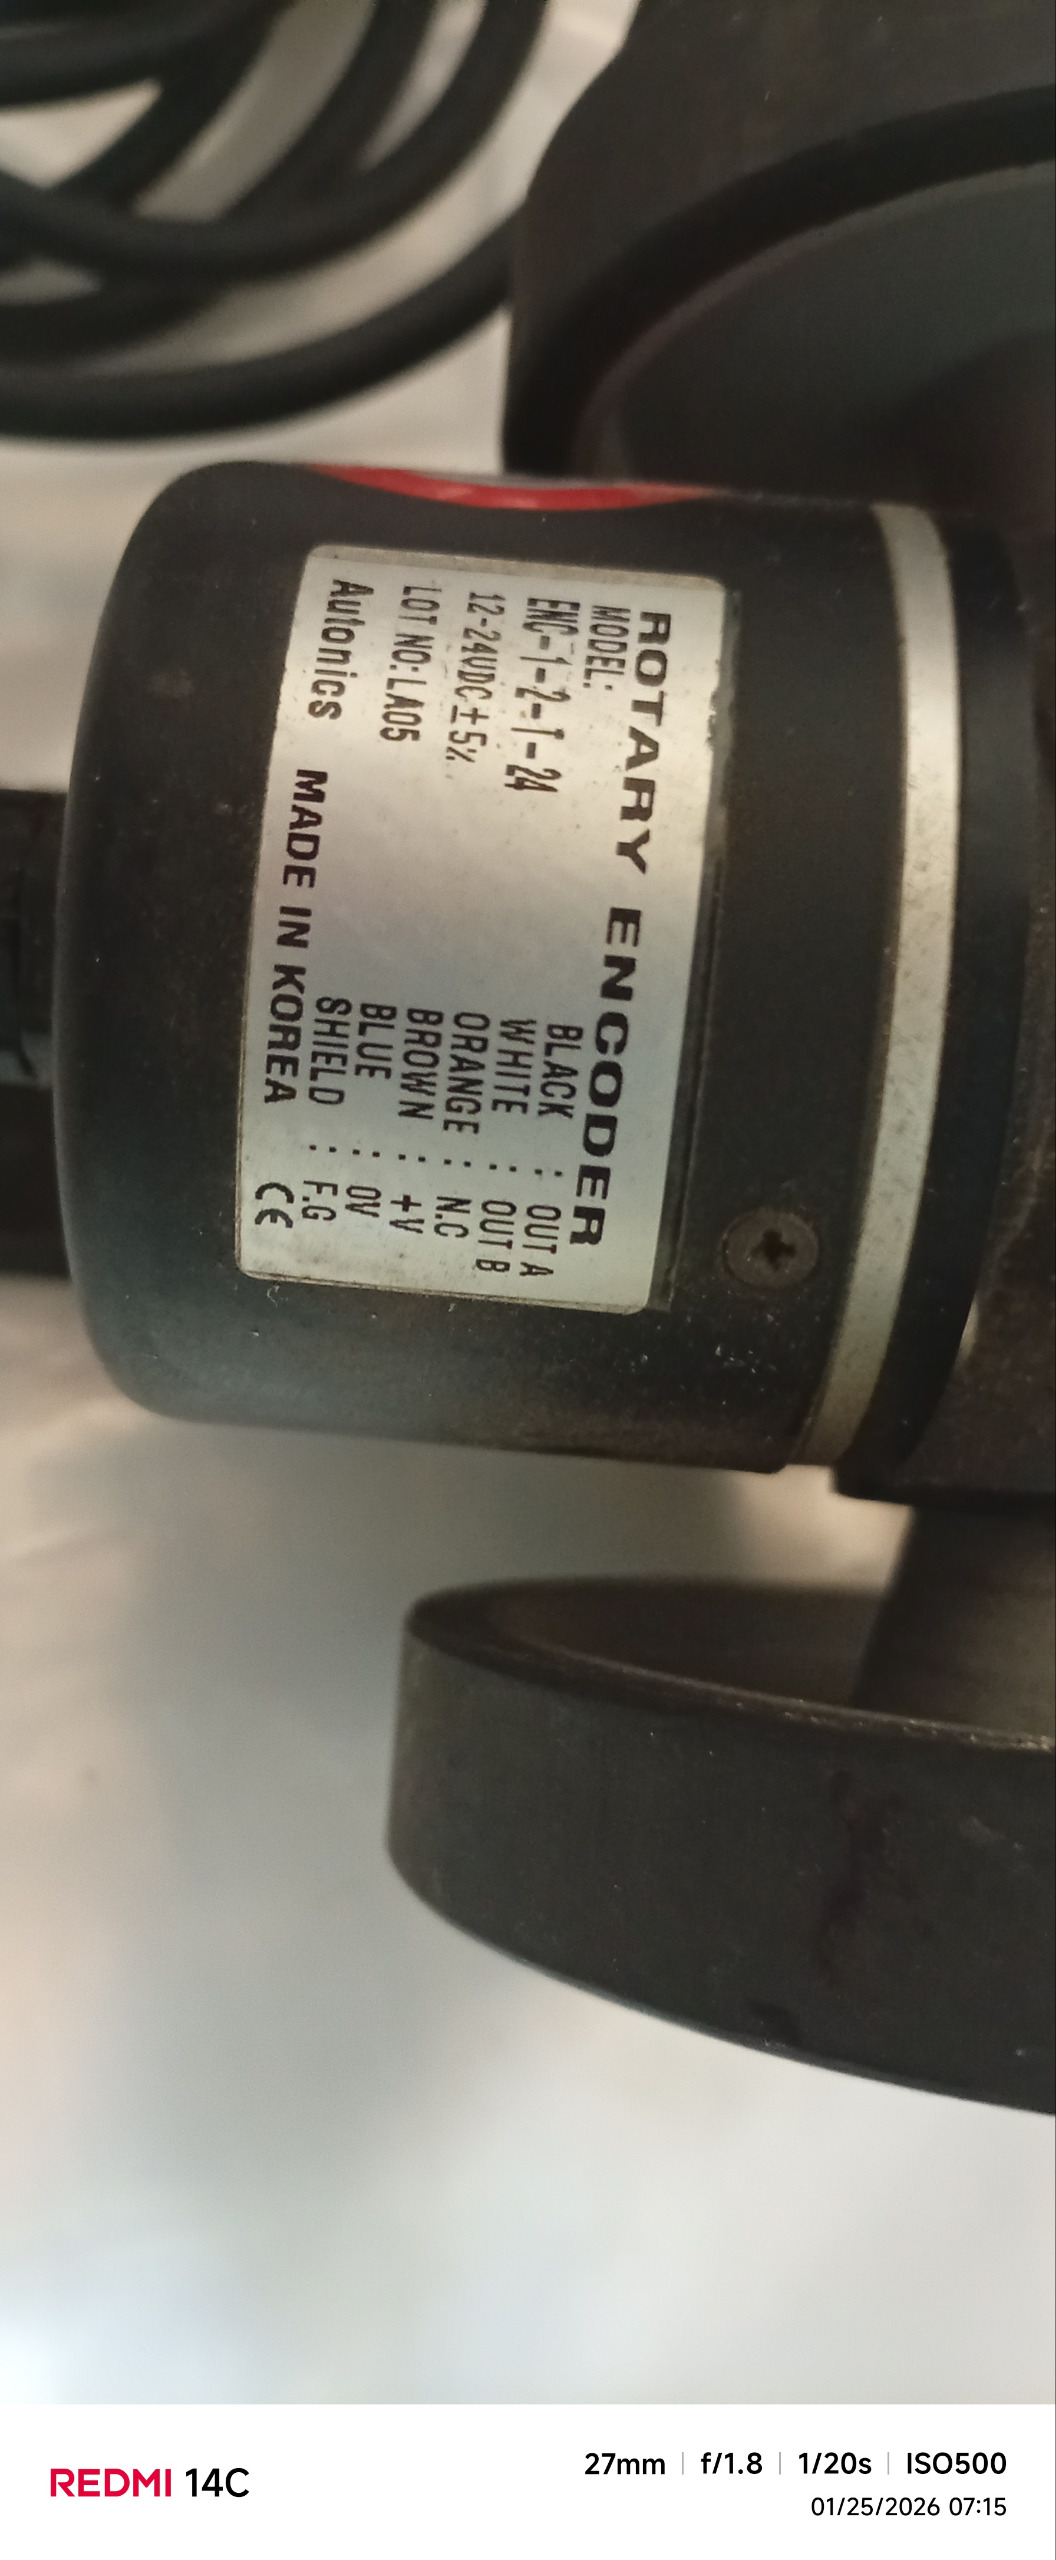 ROTARY ENCODER
MODEL:
ENC-1-2-T-24
12-24VDC±5%
LOT NO:LA05
BLACK : OUT A
WHITE : OUT B
ORANGE : N.C
BROWN : +V
BLUE : 0V
SHIELD : F.G
Autonics MADE IN KOREA CE
REDMI 14C
27mm | f/1.8 | 1/20s | ISO500
01/25/2026 07:15